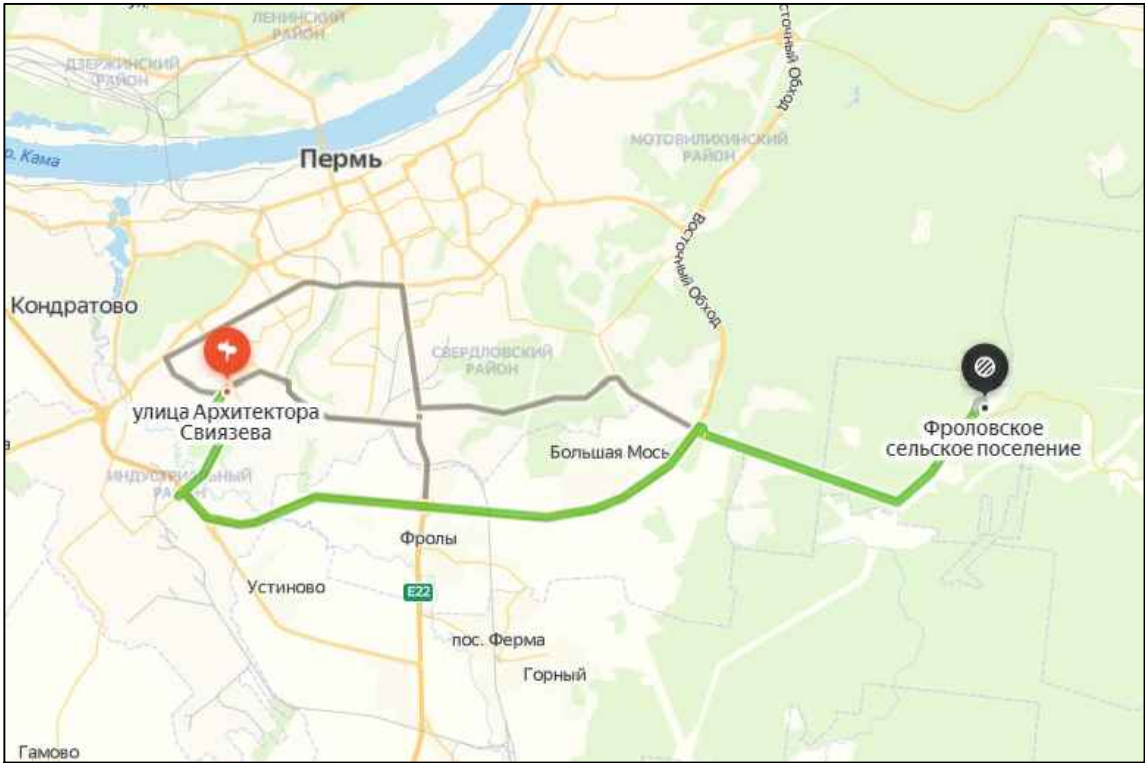 ЛЕНИНСКИЙ
РАЙОН
ДЗЕРЖИНСКИЙ
РАЙОН
р. Кама
Пермь
МОТОВИЛИХИНСКИЙ
РАЙОН
Восточный Обход
Восточный Обход
Кондратово
СВЕРДЛОВСКИЙ
РАЙОН
улица Архитектора
Свиязева
Фроловское
сельское поселение
Большая Мось
ИНДУСТРИАЛЬНЫЙ
РАЙОН
Фролы
Устиново
E22
пос. Ферма
Горный
Гамово